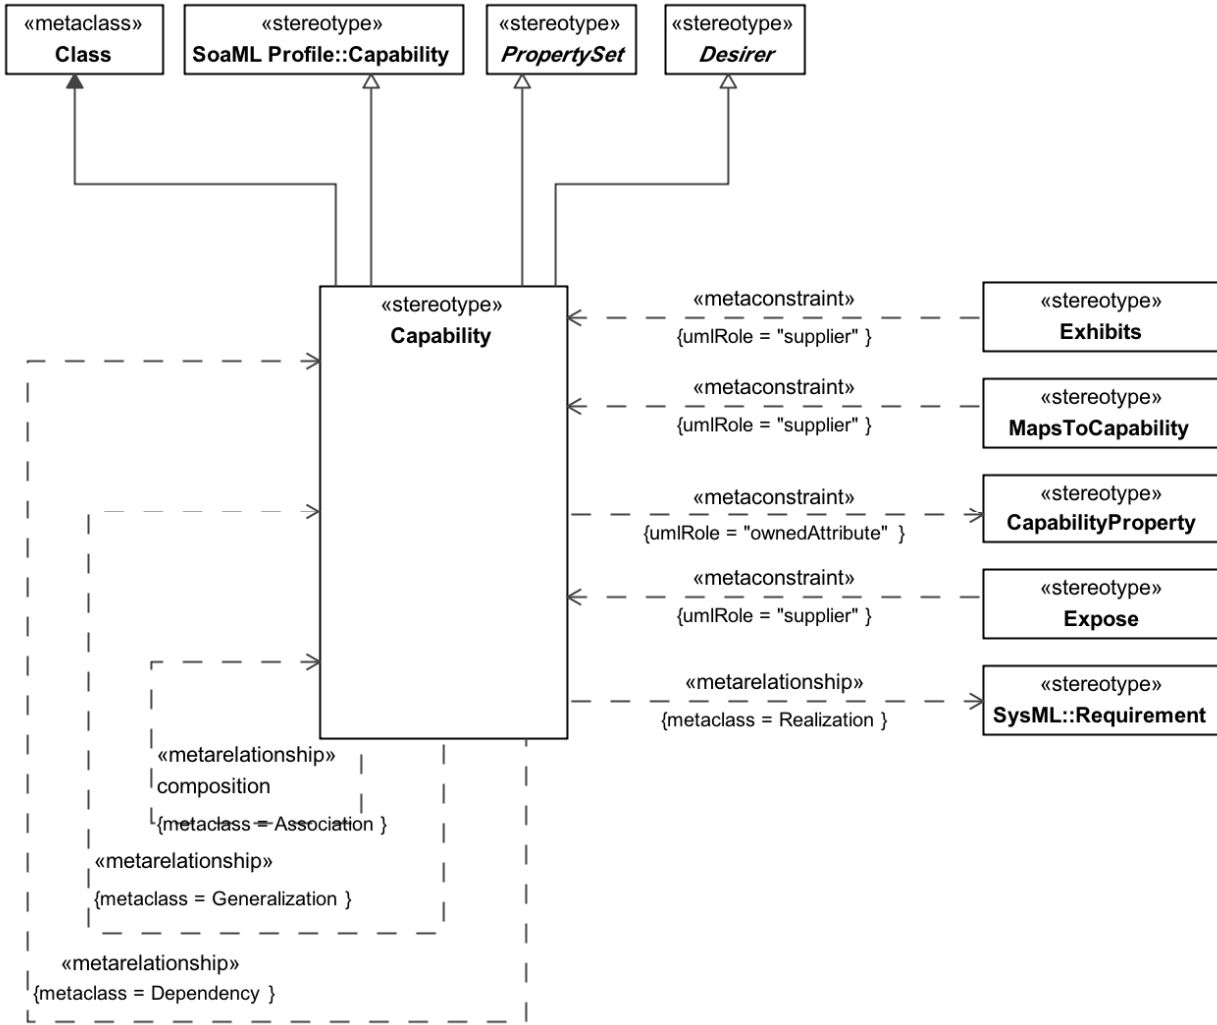 «metaclass»
Class
«stereotype»
SoaML Profile::Capability
«stereotype»
PropertySet
«stereotype»
Desirer
«stereotype»
Capability
«metaconstraint»
{umlRole = "supplier" }
«stereotype»
Exhibits
«metaconstraint»
{umlRole = "supplier" }
«stereotype»
MapsToCapability
«metaconstraint»
{umlRole = "ownedAttribute" }
«stereotype»
CapabilityProperty
«metaconstraint»
{umlRole = "supplier" }
«stereotype»
Expose
«metarelationship»
{metaclass = Realization }
«stereotype»
SysML::Requirement
«metarelationship»
composition
{metaclass = Association }
«metarelationship»
{metaclass = Generalization }
«metarelationship»
{metaclass = Dependency }